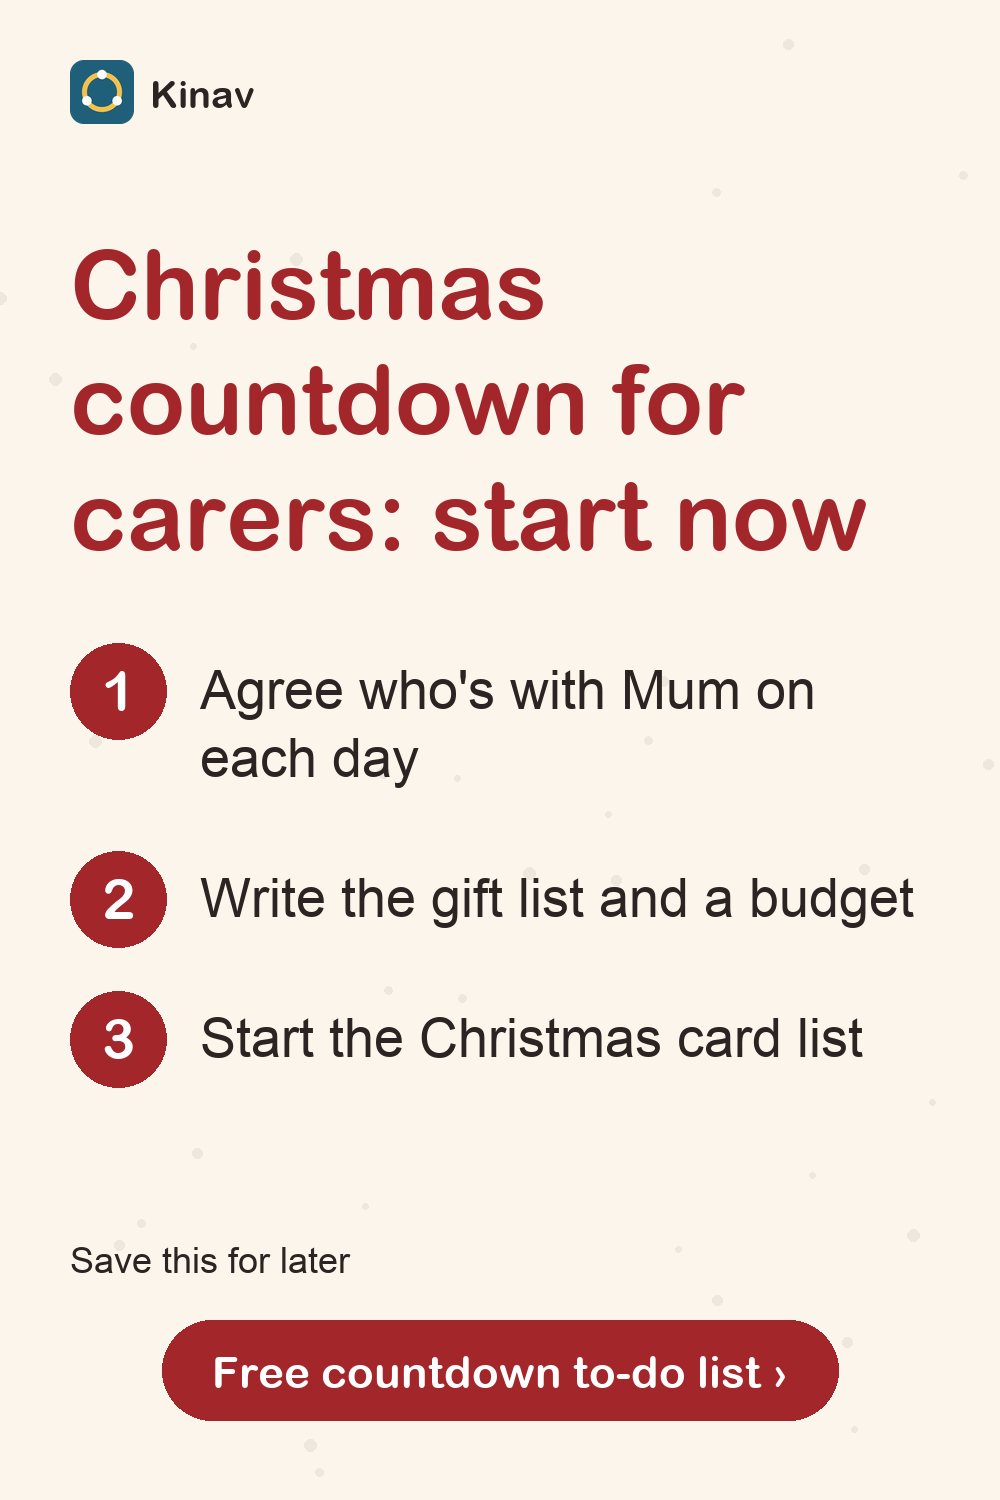 Kinav
Christmas
countdown for
carers: start now
1
Agree who's with Mum on
each day
2
Write the gift list and a budget
3
Start the Christmas card list
Save this for later
Free countdown to-do list ›